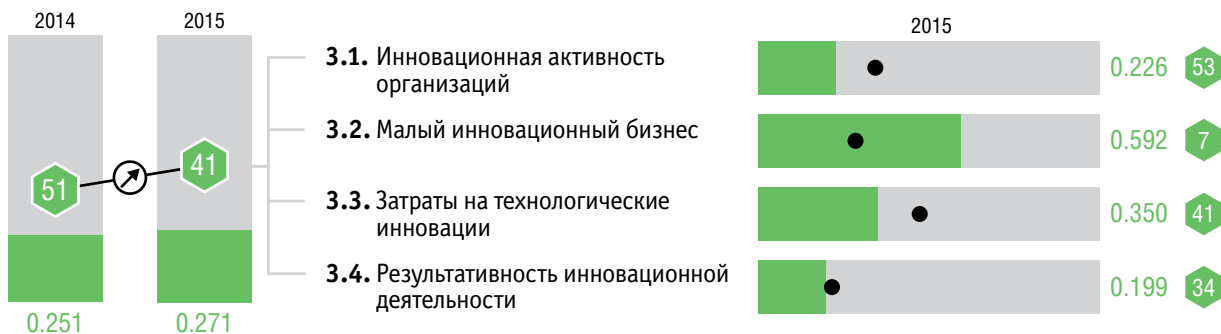 2014
2015
51
41
0.251
0.271
3.1. Инновационная активность
организаций
3.2. Малый инновационный бизнес
3.3. Затраты на технологические
инновации
3.4. Результативность инновационной
деятельности
2015
0.226
53
0.592
7
0.350
41
0.199
34